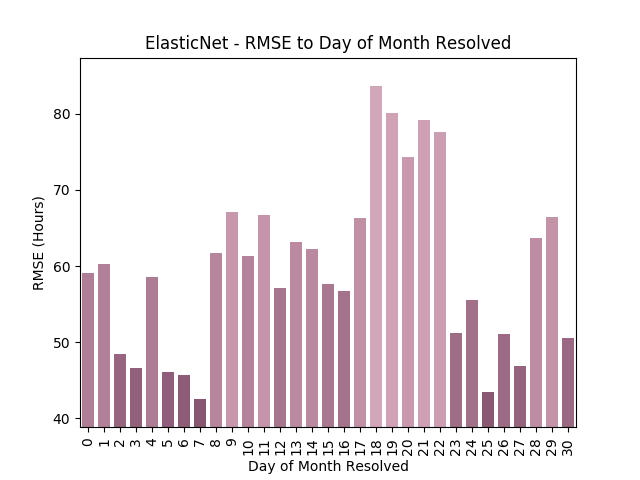 ElasticNet - RMSE to Day of Month Resolved
80
70
60
50
40
RMSE (Hours)
0 1 2 3 4 5 6 7 8 9 10 11 12 13 14 15 16 17 18 19 20 21 22 23 24 25 26 27 28 29 30
Day of Month Resolved